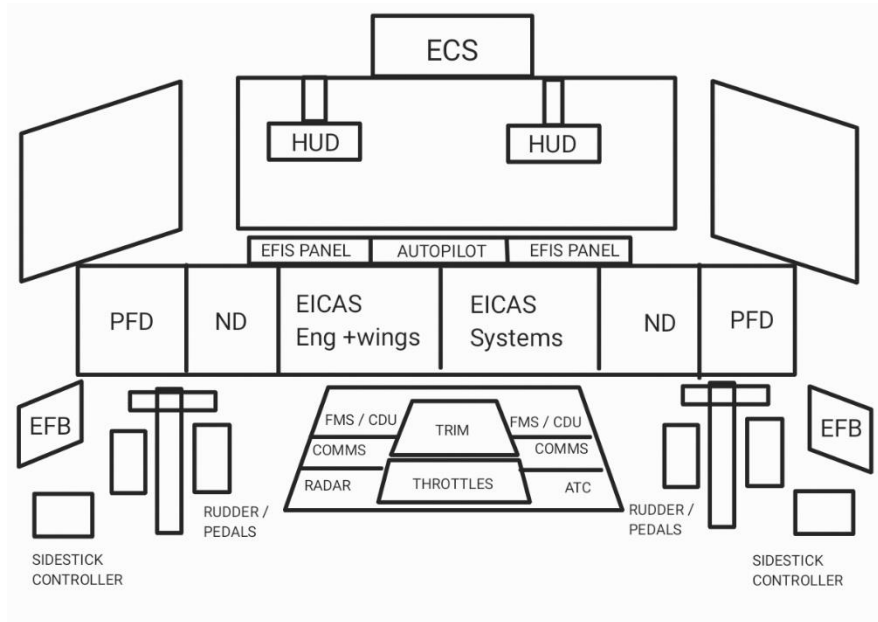 ECS
HUD
HUD
EFIS PANEL
AUTOPILOT
EFIS PANEL
PFD
ND
EICAS
Eng +wings
EICAS
Systems
ND
PFD
EFB
FMS / CDU
TRIM
FMS / CDU
EFB
COMMS
COMMS
RADAR
THROTTLES
ATC
RUDDER /
PEDALS
RUDDER /
PEDALS
SIDESTICK
CONTROLLER
SIDESTICK
CONTROLLER